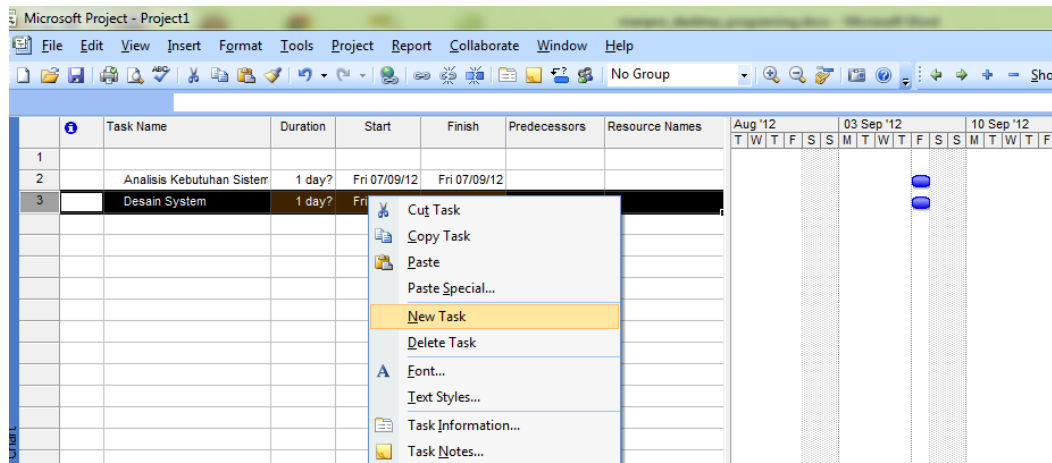 Microsoft Project - Project1
File Edit View Insert Format Tools Project Report Collaborate Window Help
No Group Sho
Task Name Duration Start Finish Predecessors Resource Names Aug '12 03 Sep '12 10 Sep '12
T W T F S S M T W T F S S M T W T F
1
2 Analisis Kebutuhan Sistem 1 day? Fri 07/09/12 Fri 07/09/12
3 Desain System 1 day? Fri
Cut Task
Copy Task
Paste
Paste Special...
New Task
Delete Task
Font...
Text Styles...
Task Information...
Task Notes...
Chart